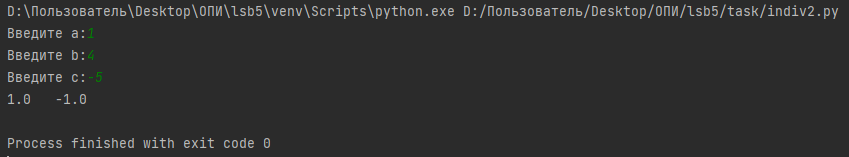 D:\Пользователь\Desktop\ОПИ\lsb5\venv\Scripts\python.exe D:/Пользователь/Desktop/ОПИ/lsb5/task/indiv2.py
Введите a:1
Введите b:4
Введите c:-5
1.0   -1.0
Process finished with exit code 0